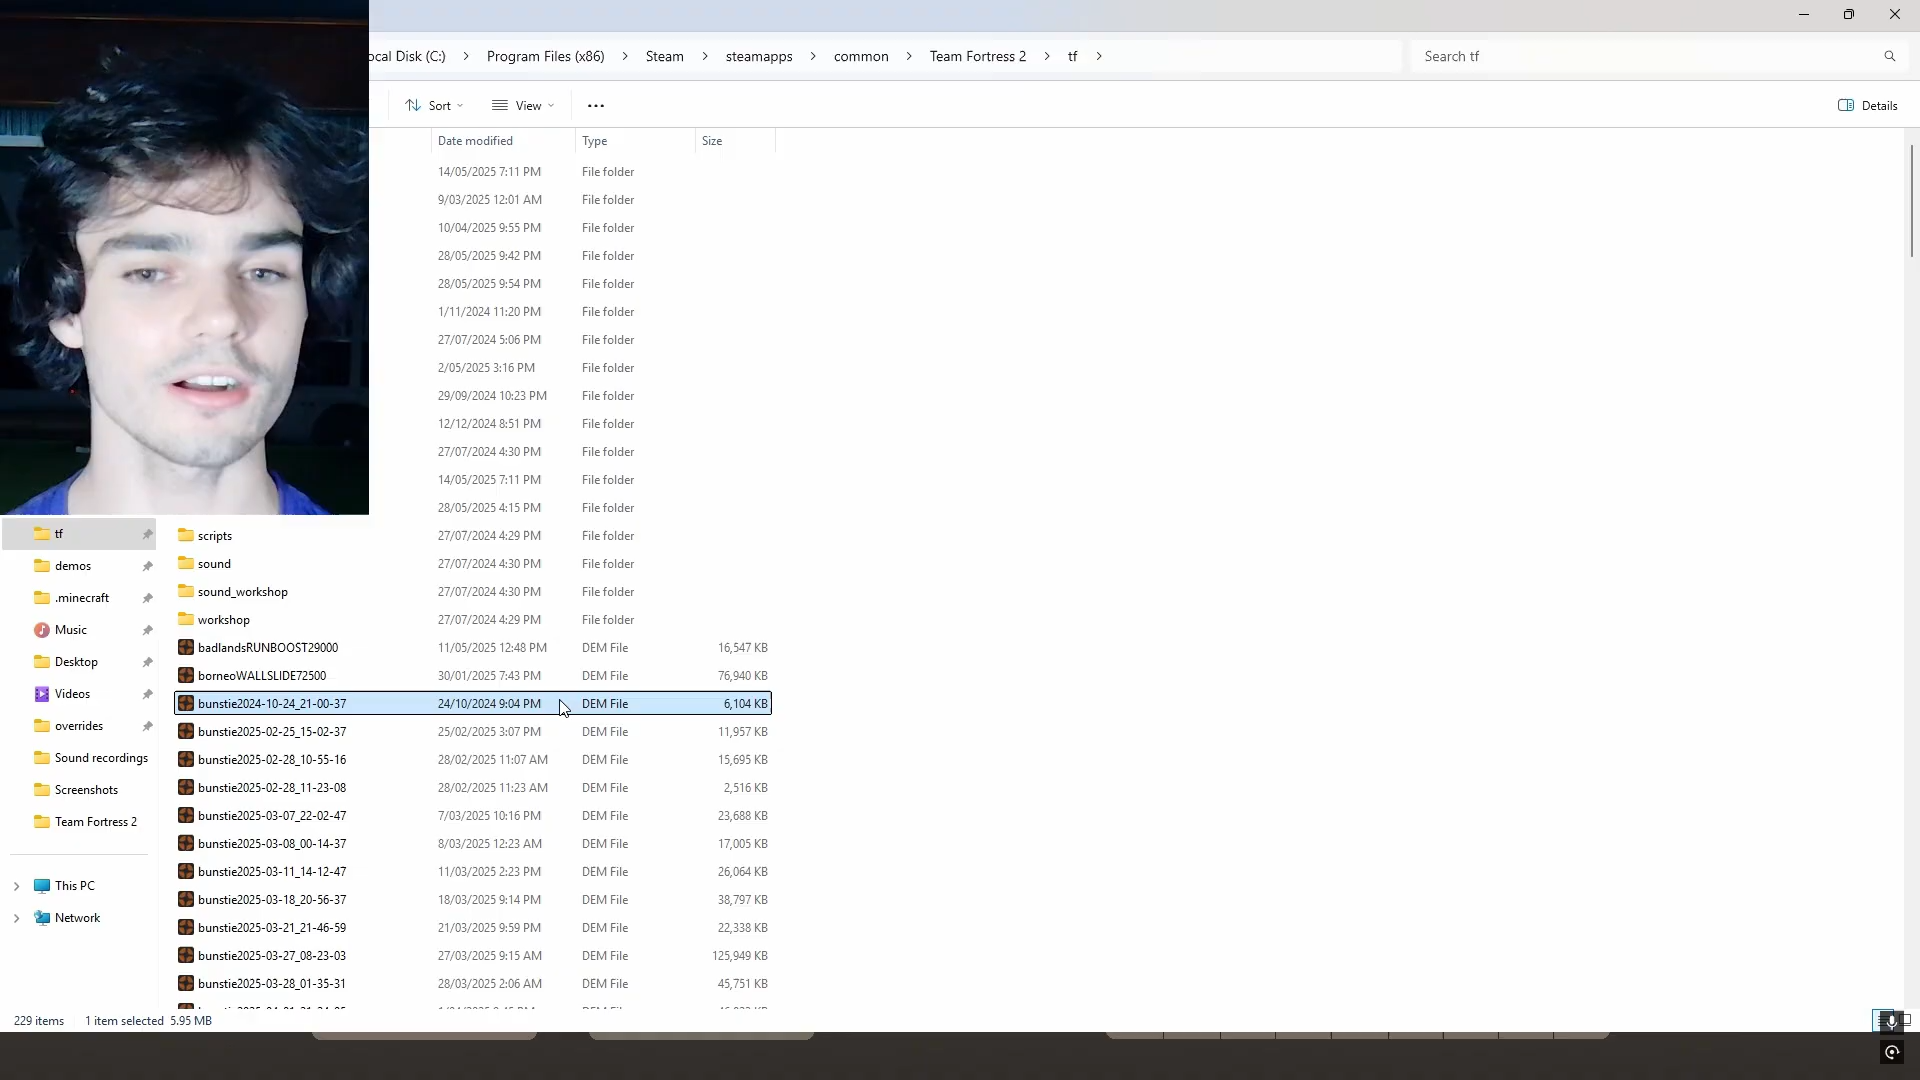 ocal Disk (C:) > Program Files (x86) > Steam > steamapps > common > Team Fortress 2 > tf >
Search tf
Sort
View
Details
Date modified Type Size
14/05/2025 7:11 PM File folder
9/03/2025 12:01 AM File folder
10/04/2025 9:55 PM File folder
28/05/2025 9:42 PM File folder
28/05/2025 9:54 PM File folder
1/11/2024 11:20 PM File folder
27/07/2024 5:06 PM File folder
2/05/2025 3:16 PM File folder
29/09/2024 10:23 PM File folder
12/12/2024 8:51 PM File folder
27/07/2024 4:30 PM File folder
14/05/2025 7:11 PM File folder
28/05/2025 4:15 PM File folder
scripts 27/07/2024 4:29 PM File folder
sound 27/07/2024 4:30 PM File folder
sound_workshop 27/07/2024 4:30 PM File folder
workshop 27/07/2024 4:29 PM File folder
badlandsRUNBOOST29000 11/05/2025 12:48 PM DEM File 16,547 KB
borneoWALLSLIDE72500 30/01/2025 7:43 PM DEM File 76,940 KB
bunstie2024-10-24_21-00-37 24/10/2024 9:04 PM DEM File 6,104 KB
bunstie2025-02-25_15-02-37 25/02/2025 3:07 PM DEM File 11,957 KB
bunstie2025-02-28_10-55-16 28/02/2025 11:07 AM DEM File 15,695 KB
bunstie2025-02-28_11-23-08 28/02/2025 11:23 AM DEM File 2,516 KB
bunstie2025-03-07_22-02-47 7/03/2025 10:16 PM DEM File 23,688 KB
bunstie2025-03-08_00-14-37 8/03/2025 12:23 AM DEM File 17,005 KB
bunstie2025-03-11_14-12-47 11/03/2025 2:23 PM DEM File 26,064 KB
bunstie2025-03-18_20-56-37 18/03/2025 9:14 PM DEM File 38,797 KB
bunstie2025-03-21_21-46-59 21/03/2025 9:59 PM DEM File 22,338 KB
bunstie2025-03-27_08-23-03 27/03/2025 9:15 AM DEM File 125,949 KB
bunstie2025-03-28_01-35-31 28/03/2025 2:06 AM DEM File 45,751 KB
tf
demos
.minecraft
Music
Desktop
Videos
overrides
Sound recordings
Screenshots
Team Fortress 2
This PC
Network
229 items 1 item selected 5.95 MB